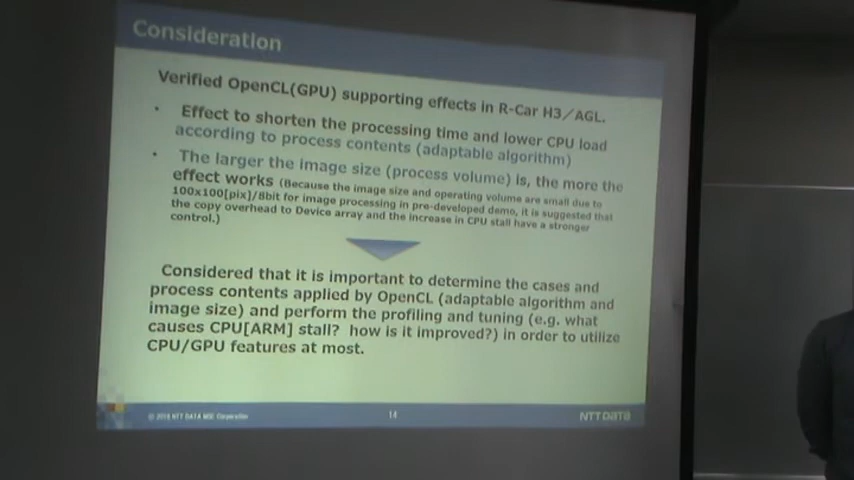 Consideration
Verified OpenCL(GPU) supporting effects in R-Car H3/AGL.
• Effect to shorten the processing time and lower CPU load
according to process contents (adaptable algorithm)
• The larger the image size (process volume) is, the more the
effect works (Because the image size and operating volume are small due to
100x100[pix]/8bit for image processing in pre-developed demo, it is suggested that
the copy overhead to Device array and the increase in CPU stall have a stronger
control.)
Considered that it is important to determine the cases and
process contents applied by OpenCL (adaptable algorithm and
image size) and perform the profiling and tuning (e.g. what
causes CPU[ARM] stall? how is it improved?) in order to utilize
CPU/GPU features at most.
NTT DATA MSE Corporation
14
NTT DATA